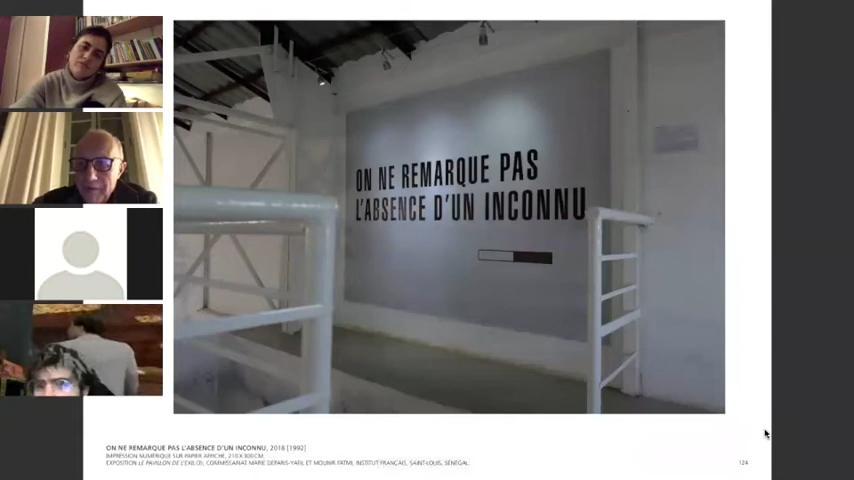 ON NE REMARQUE PAS
L'ABSENCE D'UN INCONNU
ON NE REMARQUE PAS L'ABSENCE D'UN INCONNU, 2018 [1992]
IMPRESSION NUMÉRIQUE SUR PAPIER AFFICHE, 210 X 300 CM.
EXPOSITION LE PAVILLON DE L'EXIL(E), COMMISSARIAT MARIE DEPARIS-YAFIL ET MOUNIR FATMI, INSTITUT FRANÇAIS, SAINT-LOUIS, SÉNÉGAL.
124